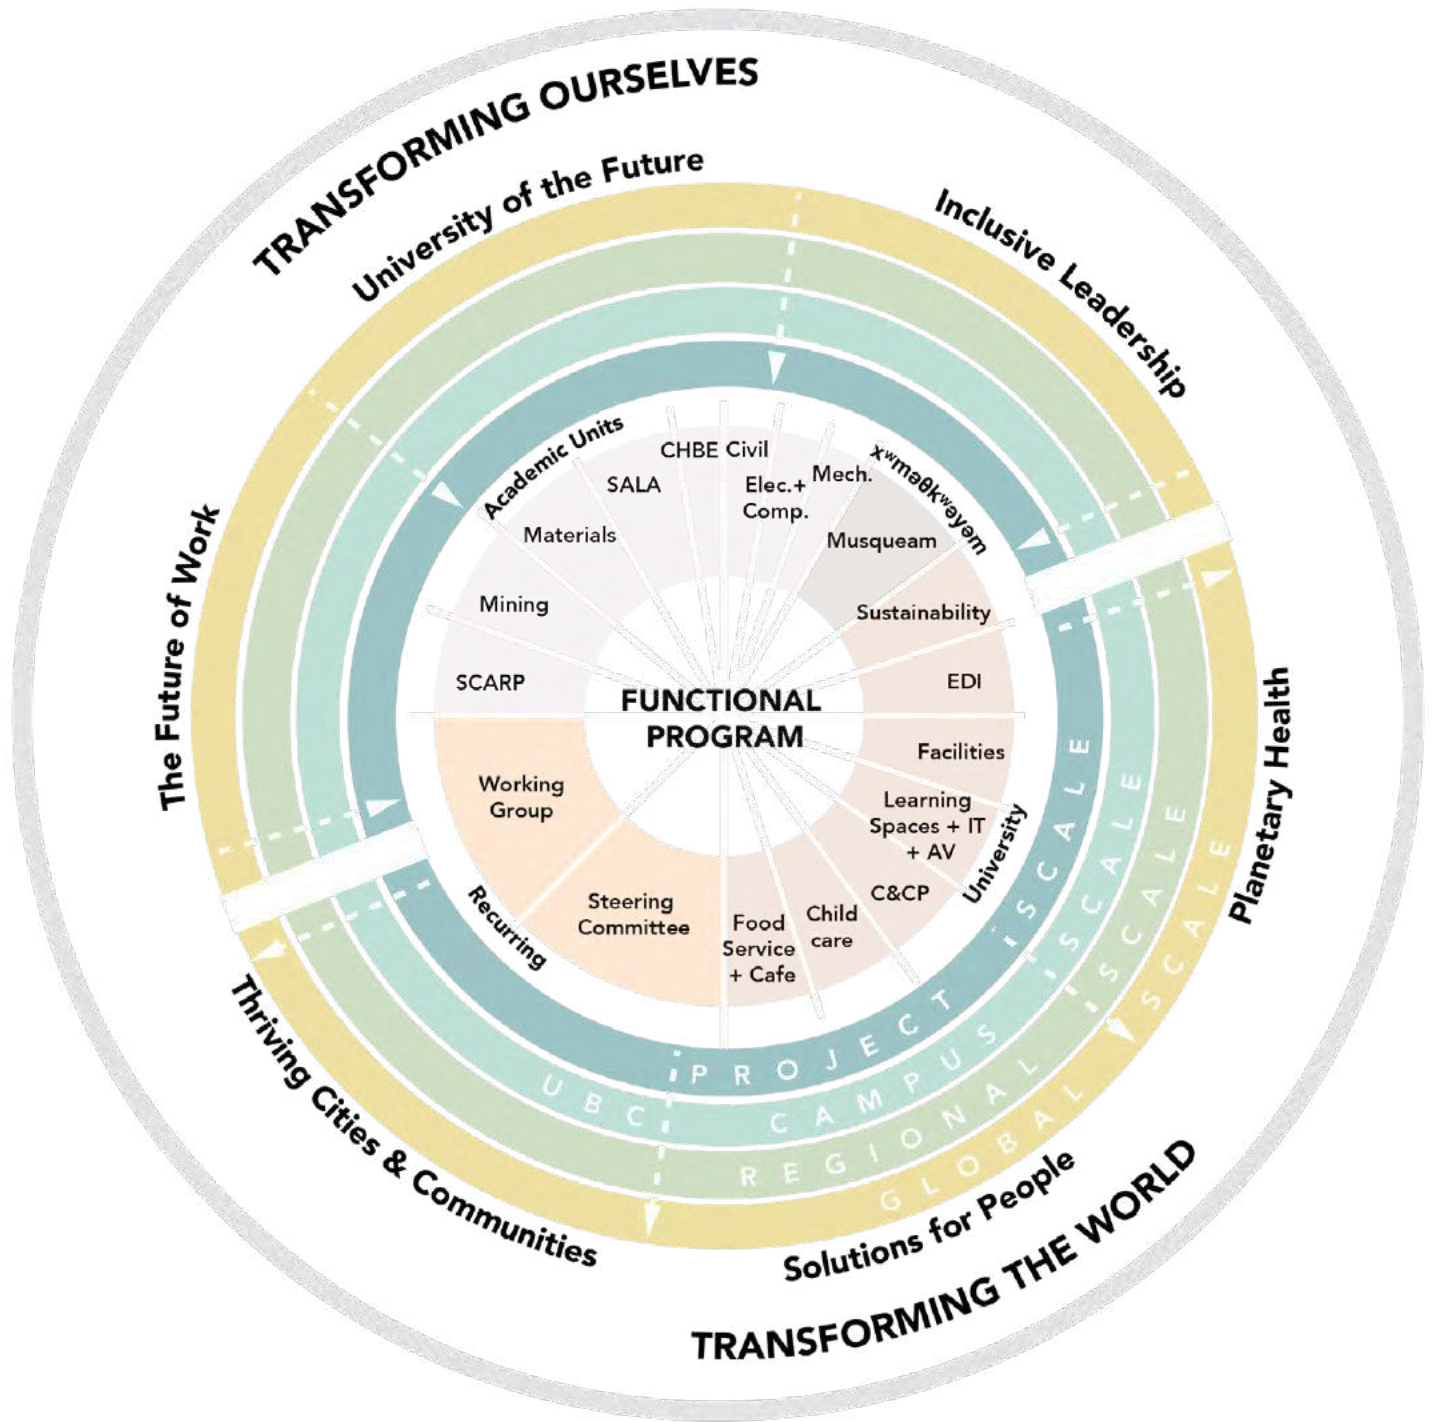 TRANSFORMING OURSELVES
University of the Future
Inclusive Leadership
The Future of Work
Planetary Health
Thriving Cities & Communities
Solutions for People
TRANSFORMING THE WORLD
Academic Units
CHBE
Civil
SALA
Elec.+
Comp.
Mech.
xʷməθkʷəy̓əm
Materials
Musqueam
Mining
Sustainability
SCARP
EDI
FUNCTIONAL
PROGRAM
Facilities
Working
Group
Learning
Spaces + IT
+ AV
University
C&CP
Steering
Committee
Child
care
Food
Service
+ Cafe
Recurring
PROJECT SCALE
UBC CAMPUS SCALE
REGIONAL SCALE
GLOBAL SCALE